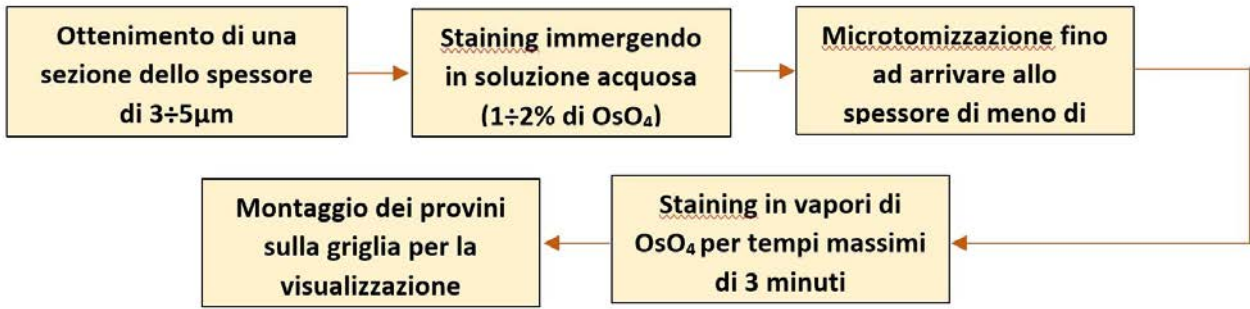 Ottenimento di una
sezione dello spessore
di 3÷5µm
Staining immergendo
in soluzione acquosa
(1÷2% di OsO₄)
Microtomizzazione fino
ad arrivare allo
spessore di meno di
Staining in vapori di
OsO₄ per tempi massimi
di 3 minuti
Montaggio dei provini
sulla griglia per la
visualizzazione